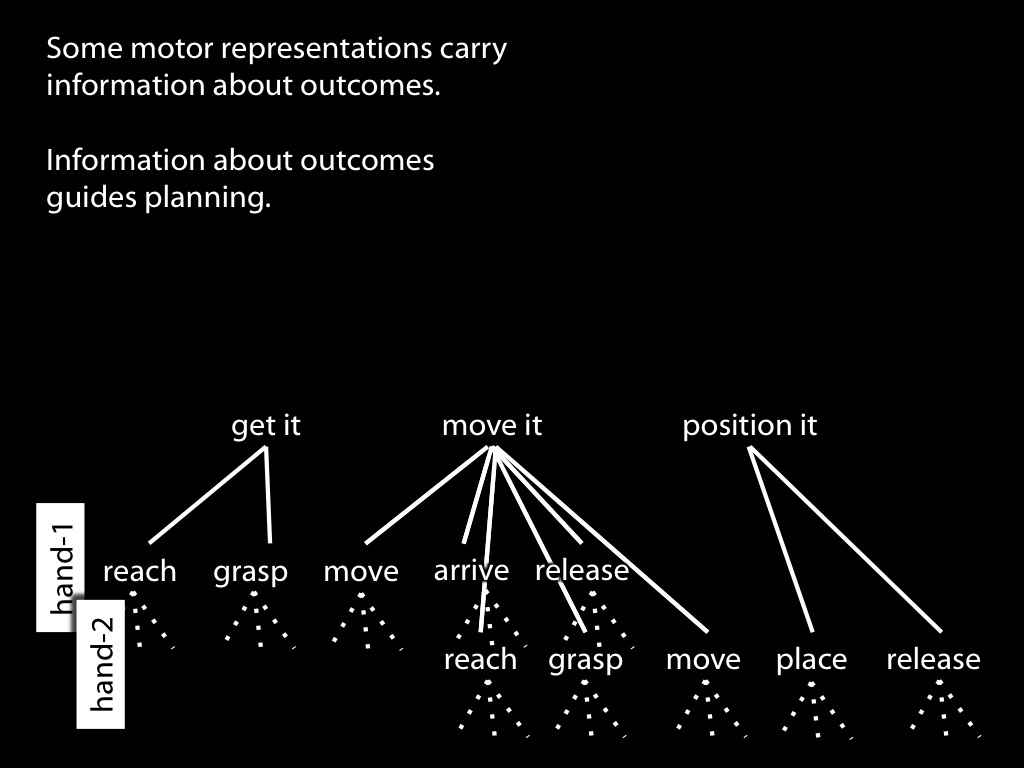 Some motor representations carry
information about outcomes.
Information about outcomes
guides planning.
get it move it position it
hand-1
reach grasp move arrive release
hand-2
reach grasp move place release